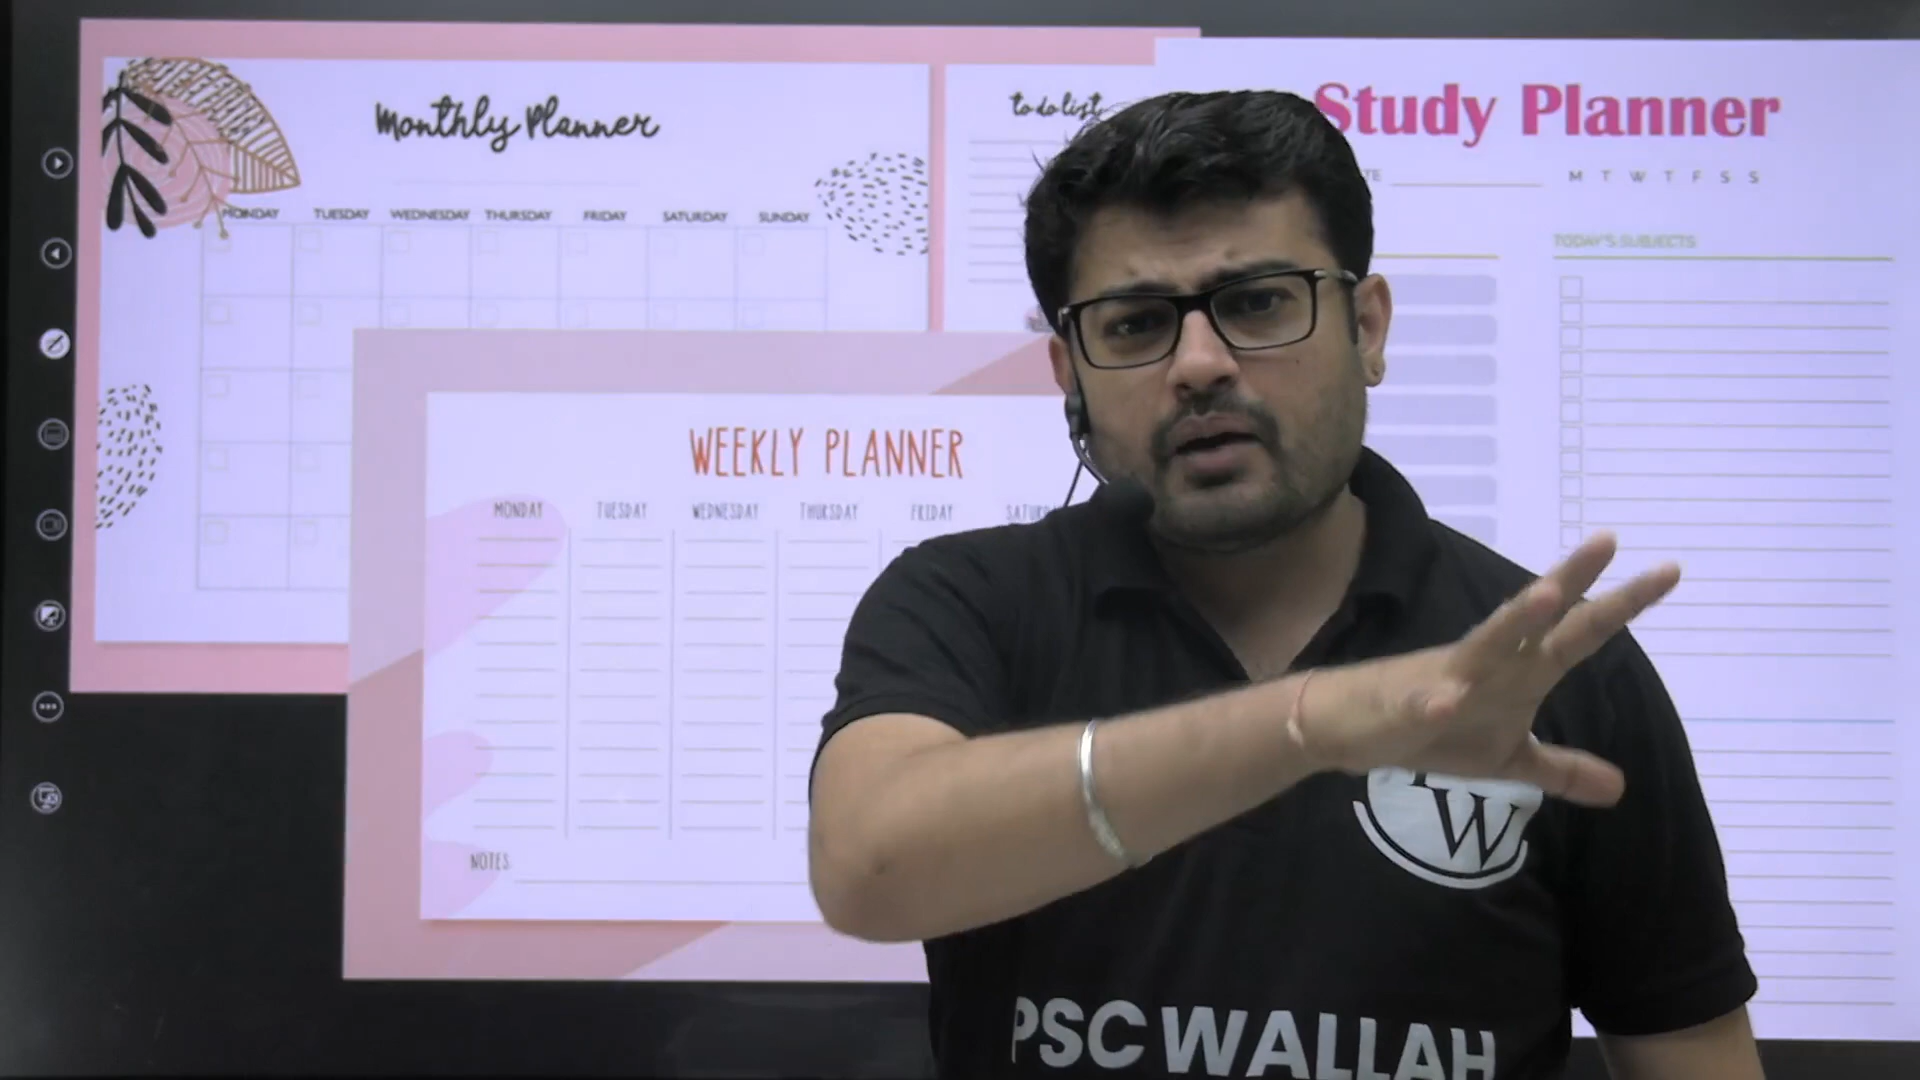 Monthly Planner
MONDAY TUESDAY WEDNESDAY THURSDAY FRIDAY SATURDAY SUNDAY
to do list
Study Planner
M T W T F S S
TODAY'S SUBJECTS
WEEKLY PLANNER
MONDAY TUESDAY WEDNESDAY THURSDAY FRIDAY
NOTES
W
PSC WALLAH